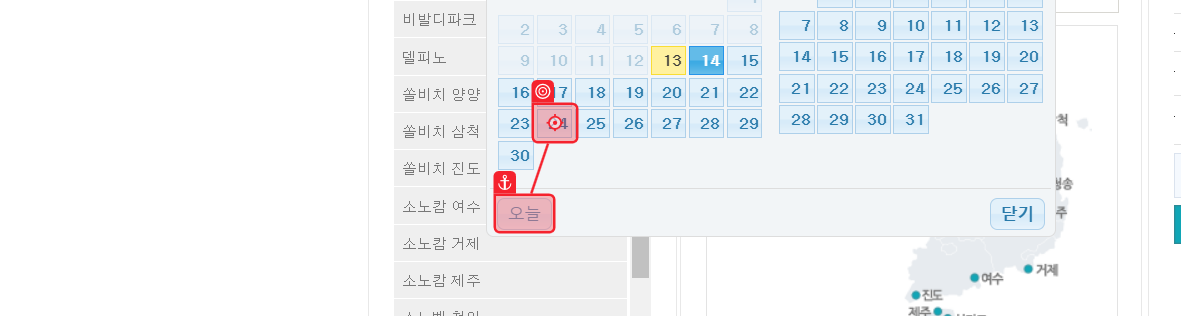 비발디파크
델피노
쏠비치 양양
쏠비치 삼척
쏠비치 진도
소노캄 여수
소노캄 거제
소노캄 제주
2 3 4 5 6 7 8
9 10 11 12 13 14 15
16 17 18 19 20 21 22
23 24 25 26 27 28 29
30
7 8 9 10 11 12 13
14 15 16 17 18 19 20
21 22 23 24 25 26 27
28 29 30 31
오늘
닫기
척
청송
주
거제
여수
진도
제주